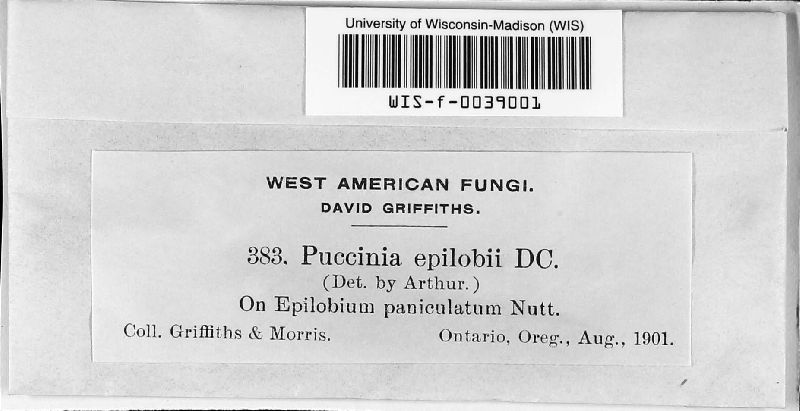 University of Wisconsin-Madison (WIS)
WIS-f-0039001
WEST AMERICAN FUNGI.
DAVID GRIFFITHS.
383. Puccinia epilobii DC.
(Det. by Arthur.)
On Epilobium paniculatum Nutt.
Coll. Griffiths & Morris. Ontario, Oreg., Aug., 1901.